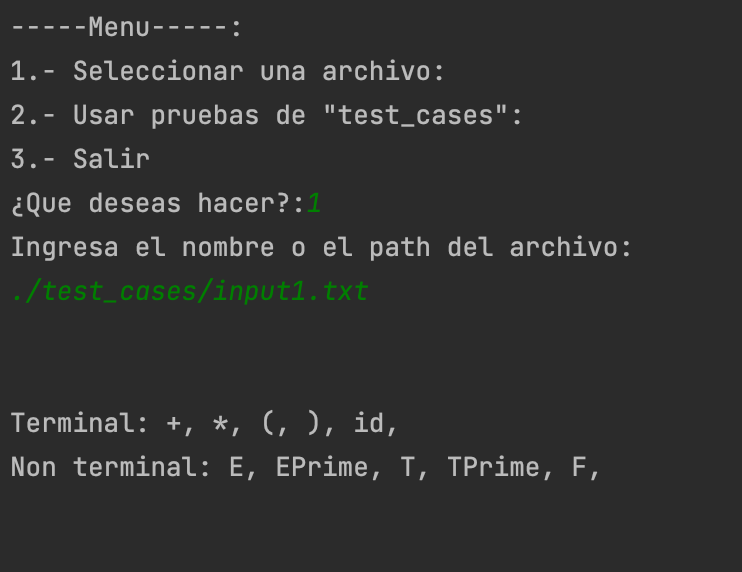 -----Menu-----:
1.- Seleccionar una archivo:
2.- Usar pruebas de "test_cases":
3.- Salir
¿Que deseas hacer?:1
Ingresa el nombre o el path del archivo:
./test_cases/input1.txt
Terminal: +, *, (, ), id,
Non terminal: E, EPrime, T, TPrime, F,